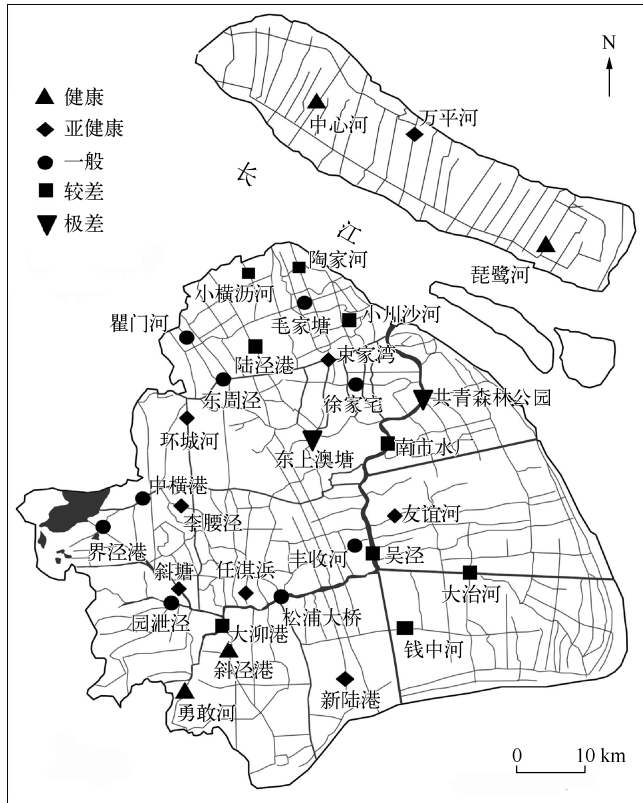 N
健康
亚健康
一般
较差
极差
中心河
万平河
长
江
琵鹭河
陶家河
小横沥河
毛家塘
小川沙河
瞿门河
陆泾港
束家湾
东周泾
徐家宅
共青森林公园
环城河
东上澳塘
南市水厂
中横港
李腰泾
友谊河
界泾港
丰收河
吴泾
斜塘
任淇浜
大治河
园泄泾
松浦大桥
大泖港
钱中河
斜泾港
新陆港
勇敢河
0 10 km